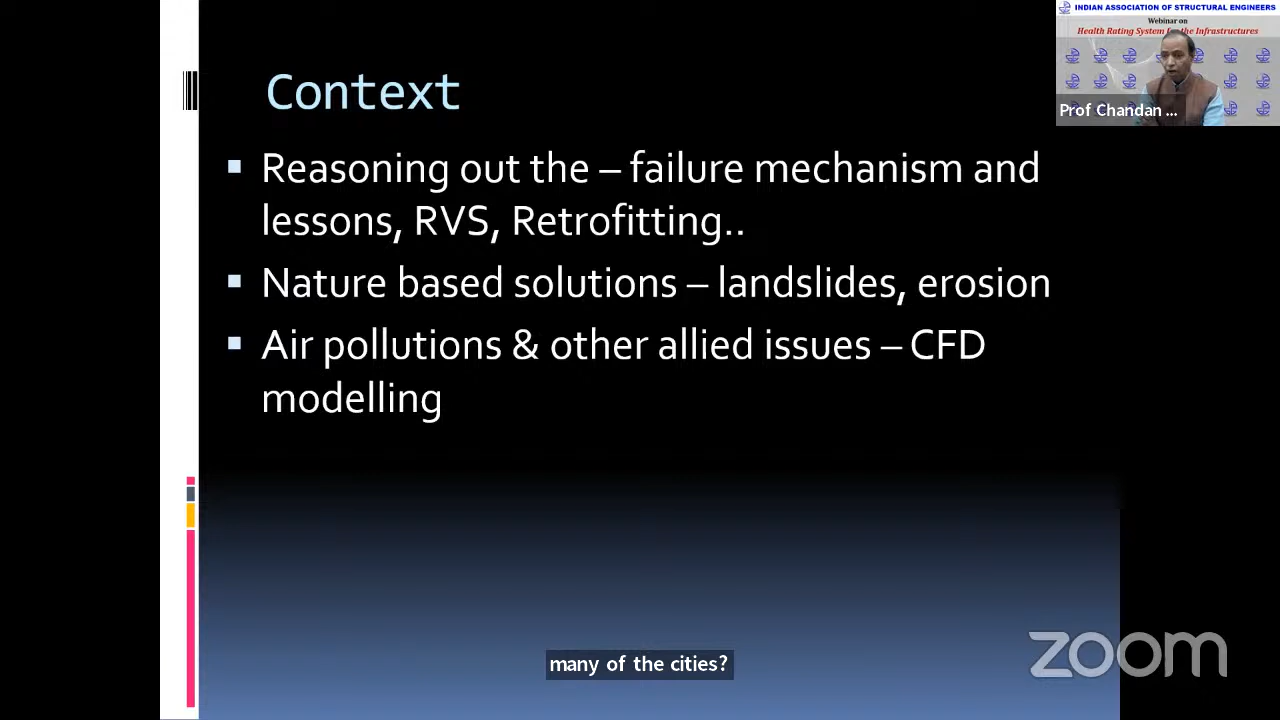 INDIAN ASSOCIATION OF STRUCTURAL ENGINEERS
Webinar on
Health Rating System for the Infrastructures
Prof Chandan ...
Context
Reasoning out the – failure mechanism and
lessons, RVS, Retrofitting..
Nature based solutions – landslides, erosion
Air pollutions & other allied issues – CFD
modelling
many of the cities?
zoom